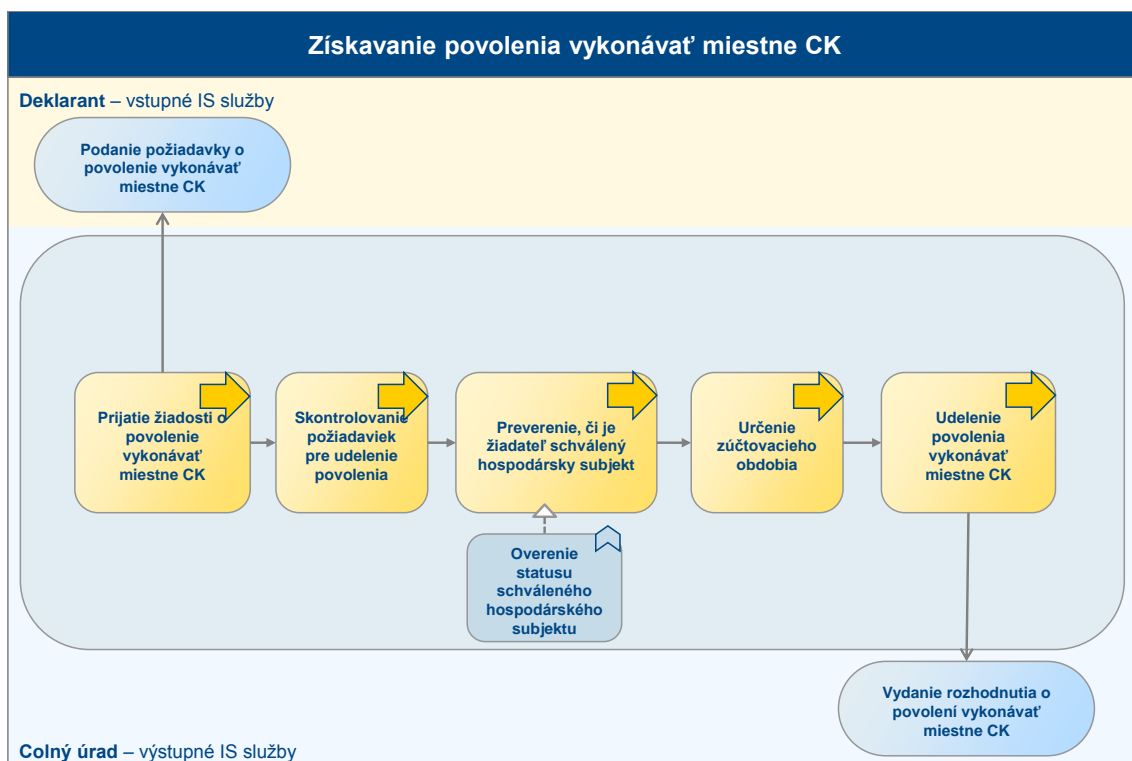 Získavanie povolenia vykonávať miestne CK
Deklarant – vstupné IS služby
Podanie požiadavky o
povolenie vykonávať
miestne CK
Prijatie žiadosti o
povolenie
vykonávať
miestne CK
Skontrolovanie
požiadaviek
pre udelenie
povolenia
Preverenie, či je
žiadateľ schválený
hospodársky subjekt
Určenie
zúčtovacieho
obdobia
Udelenie
povolenia
vykonávať
miestne CK
Overenie
statusu
schváleného
hospodárského
subjektu
Vydanie rozhodnutia o
povolení vykonávať
miestne CK
Colný úrad – výstupné IS služby